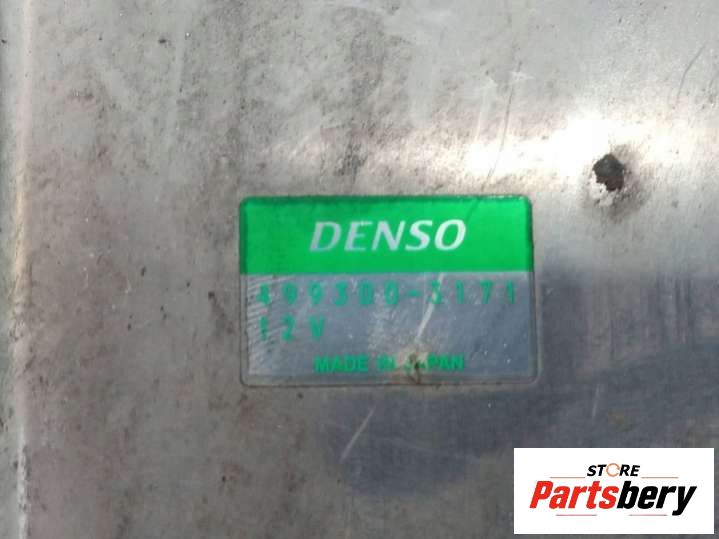 DENSO
499300-3171
12V
MADE IN JAPAN
STORE
Partsbery